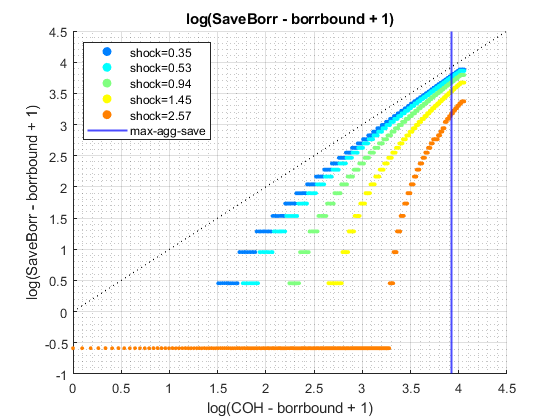 log(SaveBorr - borrbound + 1)
4.5
4
3.5
3
2.5
2
1.5
1
0.5
0
-0.5
-1
log(SaveBorr - borrbound + 1)
shock=0.35
shock=0.53
shock=0.94
shock=1.45
shock=2.57
max-agg-save
0 0.5 1 1.5 2 2.5 3 3.5 4 4.5
log(COH - borrbound + 1)